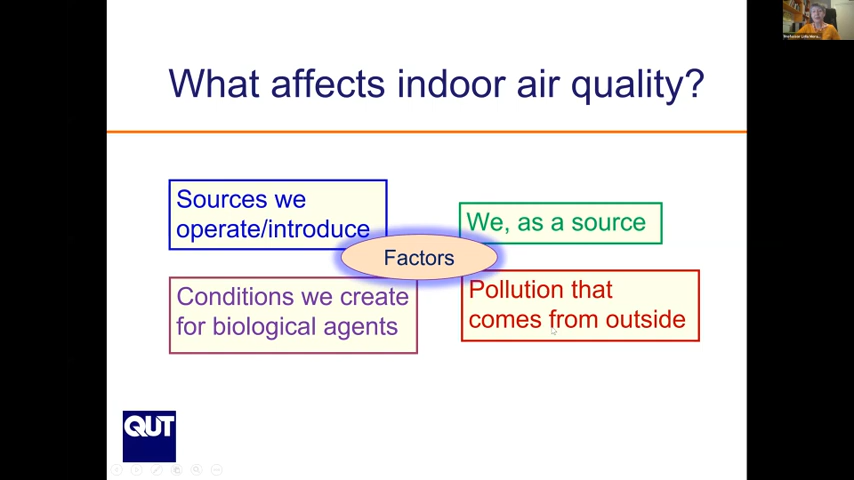 What affects indoor air quality?
Sources we
operate/introduce
We, as a source
Factors
Conditions we create
for biological agents
Pollution that
comes from outside
QUT